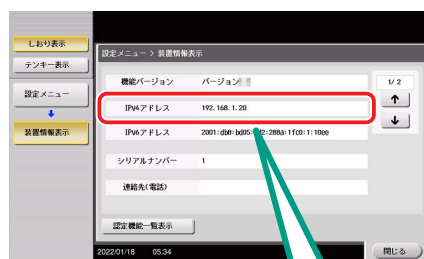 しおり表示
テンキー表示
設定メニュー
装置情報表示
設定メニュー > 装置情報表示
機能バージョン バージョン
1/ 2
IPv4アドレス 192.168.1.20
IPv6アドレス 2001:db8:bd05: :288a:1fc0:1:10ee
シリアルナンバー 1
連絡先(電話)
認定機能一覧表示
2022/01/18 05:34
閉じる